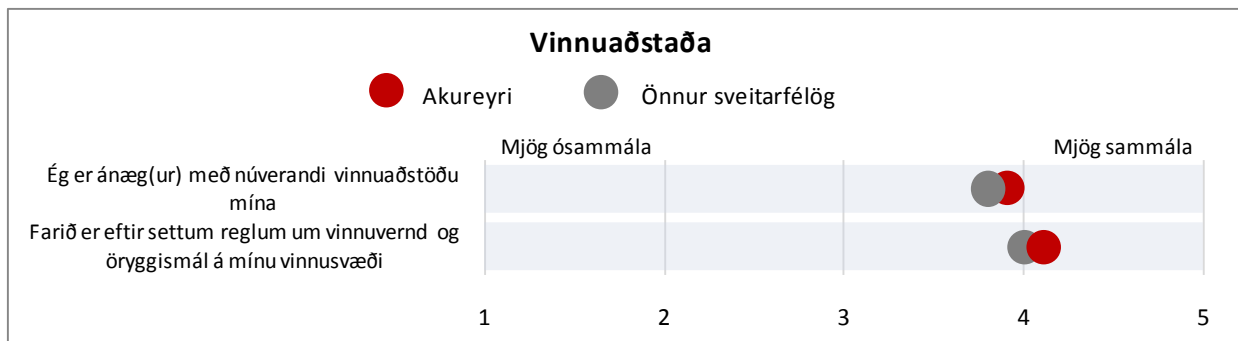 Vinnuaðstaða
Akureyri
Önnur sveitarfélög
Mjög ósammála
Mjög sammála
Ég er ánæg(ur) með núverandi vinnuaðstöðu
mína
Farið er eftir settum reglum um vinnuvernd og
öryggismál á mínu vinnusvæði
1 2 3 4 5